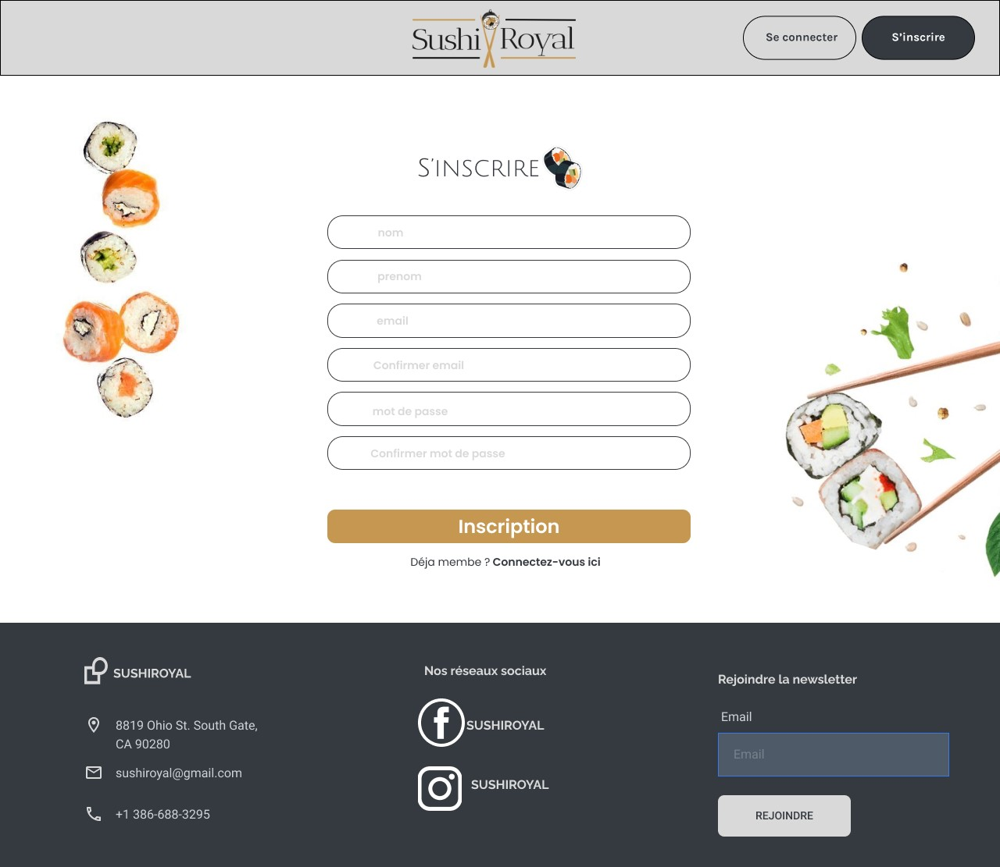 Sushi Royal
Se connecter
S'inscrire
S'INSCRIRE
nom
prenom
email
Confirmer email
mot de passe
Confirmer mot de passe
Inscription
Déja membe ? Connectez-vous ici
SUSHIROYAL
8819 Ohio St. South Gate,
CA 90280
sushiroyal@gmail.com
+1 386-688-3295
Nos réseaux sociaux
SUSHIROYAL
SUSHIROYAL
Rejoindre la newsletter
Email
Email
REJOINDRE